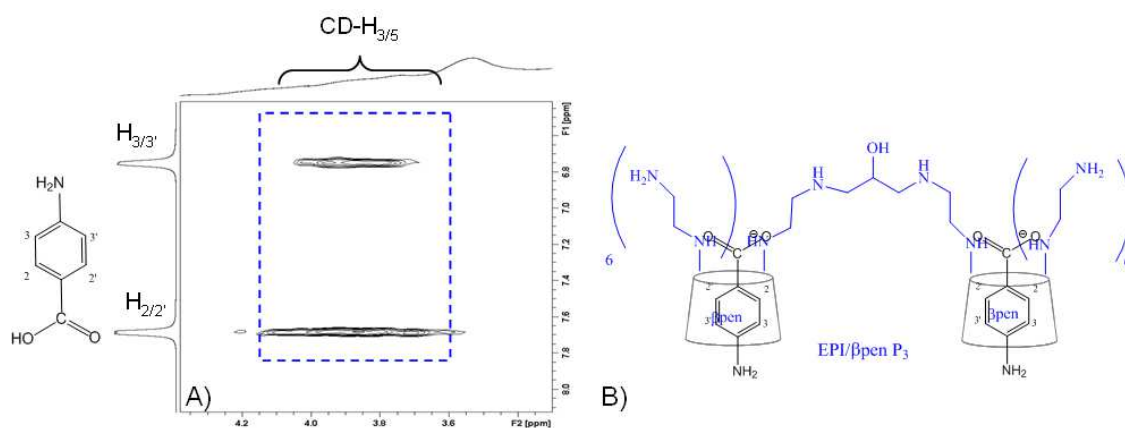 CD-H3/5
F1 [ppm]
H3/3'
6.8
7.0
7.2
7.4
H2/2'
7.6
7.8
8.0
4.2
4.0
3.8
3.6
F2 [ppm]
H2N
3
3'
2
2'
HO
O
A)
OH
H
N
H
N
H2N
NH2
6
O
⊖
O
NH
HN
2'
2
3'
3
βpen
NH2
O
⊖
O
NH
HN
2'
2
3'
3
βpen
NH2
EPI/βpen P3
B)